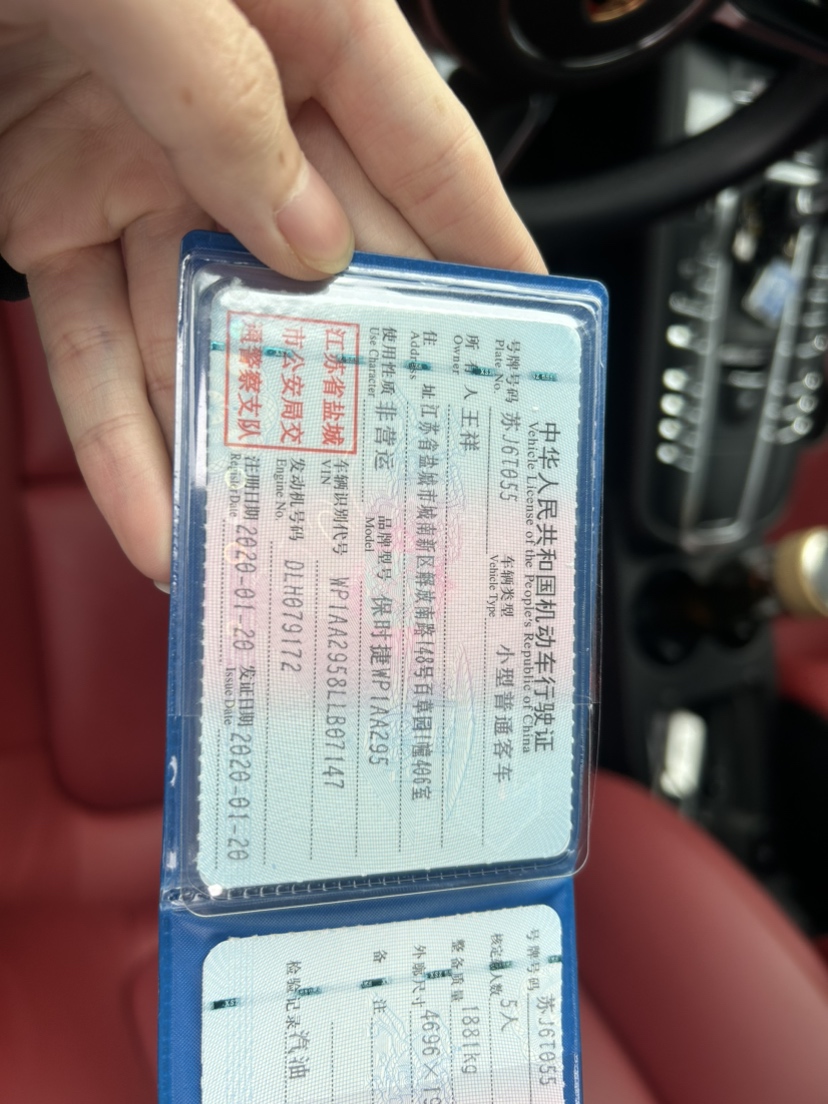 中华人民共和国机动车行驶证
Vehicle License of the People's Republic of China
号牌号码 苏J6T055 车辆类型 小型普通客车
Plate No. Vehicle Type
所有人 王祥
Owner
住 址 江苏省盐城市城南新区解放南路148号百草园1幢406室
Address
使用性质 非营运 品牌型号 保时捷WP1AA295
Use Character Model
江苏省盐城
市公安局交
通警察支队
车辆识别代号 WP1AA2958LLB07147
VIN
发动机号码 DLH079172
Engine No.
注册日期 2020-01-20 发证日期 2020-01-20
Register Date Issue Date
号牌号码 苏J6T055
核定载人数 5人
整备质量 1881kg
外廓尺寸 4696×19
备 注
检验记录 汽油